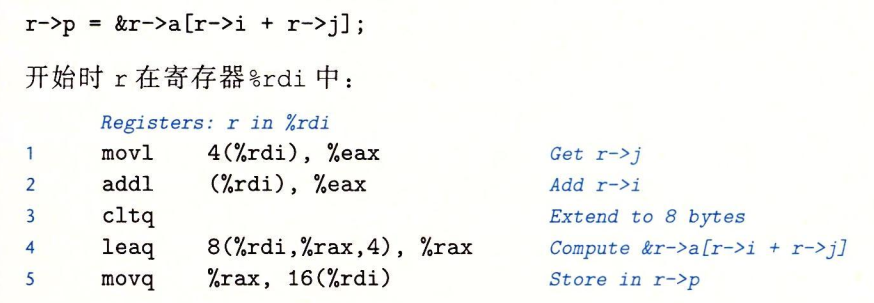 r->p = &r->a[r->i + r->j];
开始时 r 在寄存器%rdi 中：
Registers: r in %rdi
1 movl 4(%rdi), %eax Get r->j
2 addl (%rdi), %eax Add r->i
3 cltq Extend to 8 bytes
4 leaq 8(%rdi,%rax,4), %rax Compute &r->a[r->i + r->j]
5 movq %rax, 16(%rdi) Store in r->p